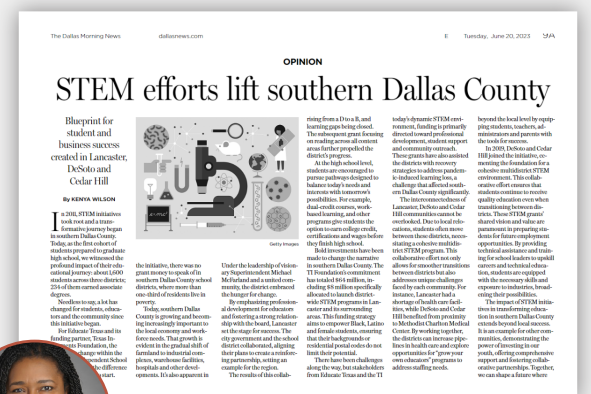 The Dallas Morning News
dallasnews.com
E
Tuesday, June 20, 2023
9A
OPINION
STEM efforts lift southern Dallas County
Blueprint for
student and
business success
created in Lancaster,
DeSoto and
Cedar Hill
By KENYA WILSON
In 2011, STEM initiatives
took root and a trans-
formative journey began
in southern Dallas County.
Today, as the first cohort of
students prepared to graduate
high school, we witnessed the
profound impact of their edu-
cational journey: about 1,600
students across three districts;
254 of them earned associate
degrees.
Needless to say, a lot has
changed for students, educa-
tors and the community since
this initiative began.
For Educate Texas and its
funding partner, Texas In-
ments Foundation, the
change within the
ependent School
the difference
start.
E=MC²
Getty Images
the initiative, there was no
grant money to speak of in
southern Dallas County school
districts, where more than
one-third of residents live in
poverty.
Today, southern Dallas
County is growing and becom-
ing increasingly important to
the local economy and work-
force needs. That growth is
evident in the gradual shift of
farmland to industrial com-
plexes, warehouse facilities,
hospitals and other devel-
opments. It's also apparent in
Under the leadership of vision-
ary Superintendent Michael
McFarland and a united com-
munity, the district embraced
the hunger for change.
By emphasizing profession-
al development for educators
and fostering a strong relation-
ship with the board, Lancaster
set the stage for success. The
city government and the school
district collaborated, aligning
their plans to create a reinforc-
ing partnership, setting an
example for the region.
The results of this collab-
rising from a D to a B, and
learning gaps being closed.
The subsequent grant focusing
on reading across all content
areas further propelled the
district's progress.
At the high school level,
students are encouraged to
pursue pathways designed to
balance today's needs and
interests with tomorrow's
possibilities. For example,
dual-credit courses, work-
based learning, and other
programs give students the
option to earn college credit,
certifications and wages before
they finish high school.
Bold investments have been
made to change the narrative
in southern Dallas County. The
TI Foundation's commitment
has totaled $6.4 million, in-
cluding $8 million specifically
allocated to launch district-
wide STEM programs in Lan-
caster and its surrounding
areas. This funding strategy
aims to empower Black, Latino
and female students, ensuring
that their backgrounds or
residential postal codes do not
limit their potential.
There have been challenges
along the way, but stakeholders
from Educate Texas and the TI
today's dynamic STEM envi-
ronment, funding is primarily
directed toward professional
development, student support
and community outreach.
These grants have also assisted
the districts with recovery
strategies to address pandem-
ic-induced learning loss, a
challenge that affected south-
ern Dallas County significantly.
The interconnectedness of
Lancaster, DeSoto and Cedar
Hill communities cannot be
overlooked. Due to local relo-
cations, students often move
between these districts, neces-
sitating a cohesive multidis-
trict STEM program. This
collaborative effort not only
allows for smoother transitions
between districts but also
addresses unique challenges
faced by each community. For
instance, Lancaster had a
shortage of health care facil-
ities, while DeSoto and Cedar
Hill benefited from proximity
to Methodist Charlton Medical
Center. By working together,
the districts can increase pipe-
lines in health care and explore
opportunities for "grow your
own educators" programs to
address staffing needs.
beyond the local level by equip-
ping students, teachers, ad-
ministrators and parents with
the tools for success.
In 2019, DeSoto and Cedar
Hill joined the initiative, ce-
menting the foundation for a
cohesive multidistrict STEM
environment. This collab-
orative effort ensures that
students continue to receive
quality education even when
transitioning between dis-
tricts. These STEM grants'
shared vision and value are
paramount in preparing stu-
dents for future employment
opportunities. By providing
technical assistance and train-
ing for school leaders to upskill
careers and technical educa-
tion, students are equipped
with the necessary skills and
exposure to industries, broad-
ening their possibilities.
The impact of STEM initia-
tives in transforming educa-
tion in southern Dallas County
extends beyond local success.
It is an example for other com-
munities, demonstrating the
power of investing in our
youth, offering comprehensive
support and fostering collab-
orative partnerships. Together,
we can shape a future where